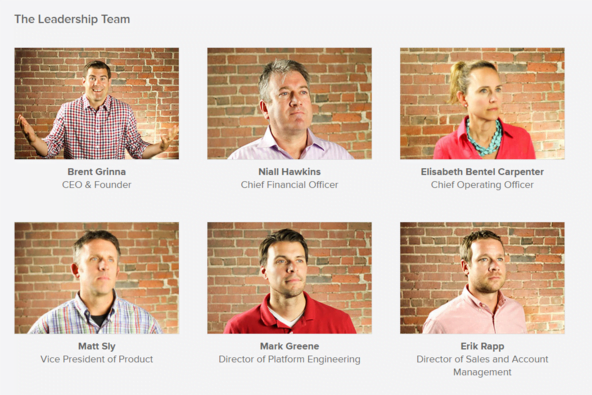 The Leadership Team
Brent Grinna
CEO & Founder
Niall Hawkins
Chief Financial Officer
Elisabeth Bentel Carpenter
Chief Operating Officer
Matt Sly
Vice President of Product
Mark Greene
Director of Platform Engineering
Erik Rapp
Director of Sales and Account
Management